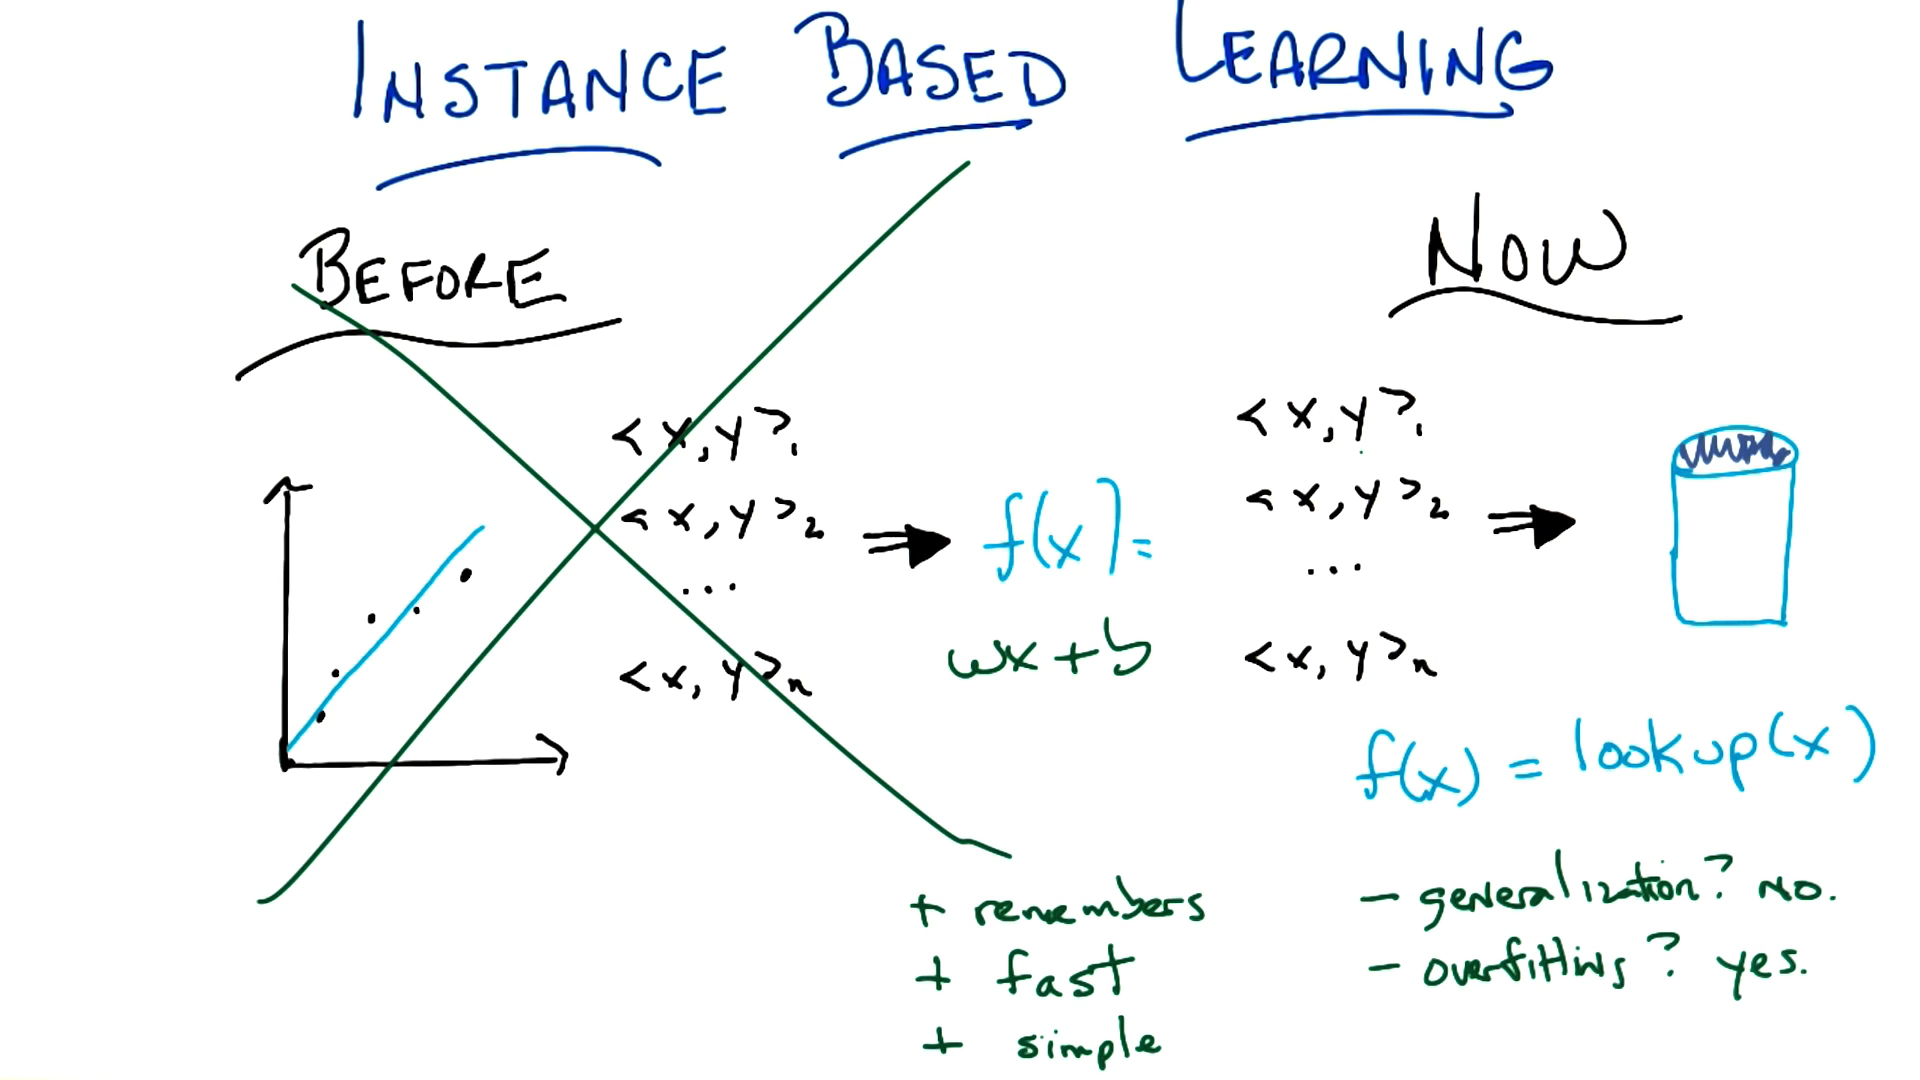 INSTANCE BASED LEARNING
BEFORE
<x,y>1
<x,y>2
...
<x,y>n
f(x)=
wx+b
NOW
<x,y>1
<x,y>2
...
<x,y>n
f(x) = lookup(x)
+ remembers
+ fast
+ simple
- generalization? no.
- overfitting? yes.